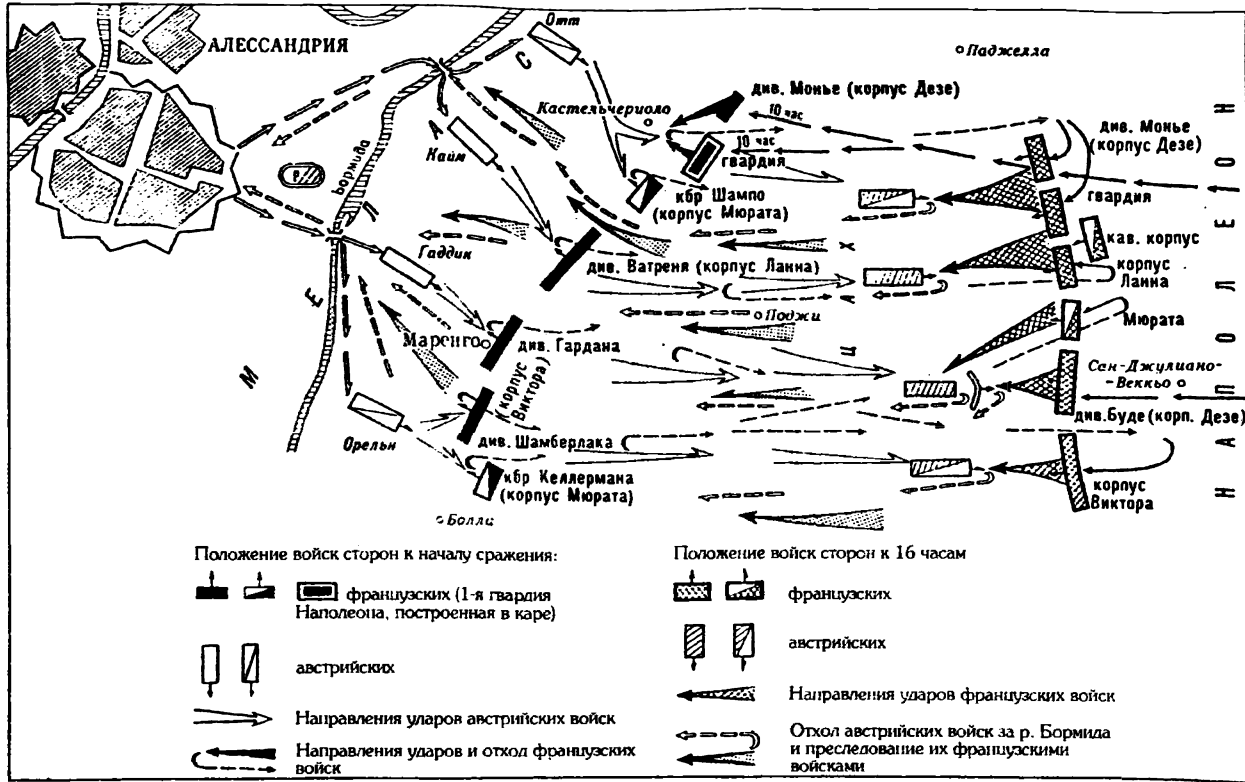 Отт
АЛЕССАНДРИЯ
Паджелла
С
Кастельчериоло
див. Монье (корпус Дезе)
10 час
10 час
гвардия
див. Монье
(корпус
Дезе)
гвардия
А
Кайм
кбр Шампо
(корпус Мюрата)
Бормида
Р
кав. корпус
корпус
Ланна
Гаддик
див. Ватреня (корпус Ланна)
Е
Поджи
Мюрата
Маренго
див. Гардана
(корпус
Виктора)
М
Х
А
Ц
Сан-Джулиано-
Веккьо
див.Буде (корп. Дезе)
Орельн
див. Шамберлака
кбр Келлермана
(корпус Мюрата)
корпус
Виктора
Н А П О Л Е О Н
Болли
Положение войск сторон к началу сражения:
французских (1-я гвардия
Наполеона, построенная в каре)
австрийских
Направления ударов австрийских войск
Направления ударов и отход французских
войск
Положение войск сторон к 16 часам
французских
австрийских
Направления ударов французских войск
Отхол австрийских войск за р. Бормида
и преследование их французскими
войсками